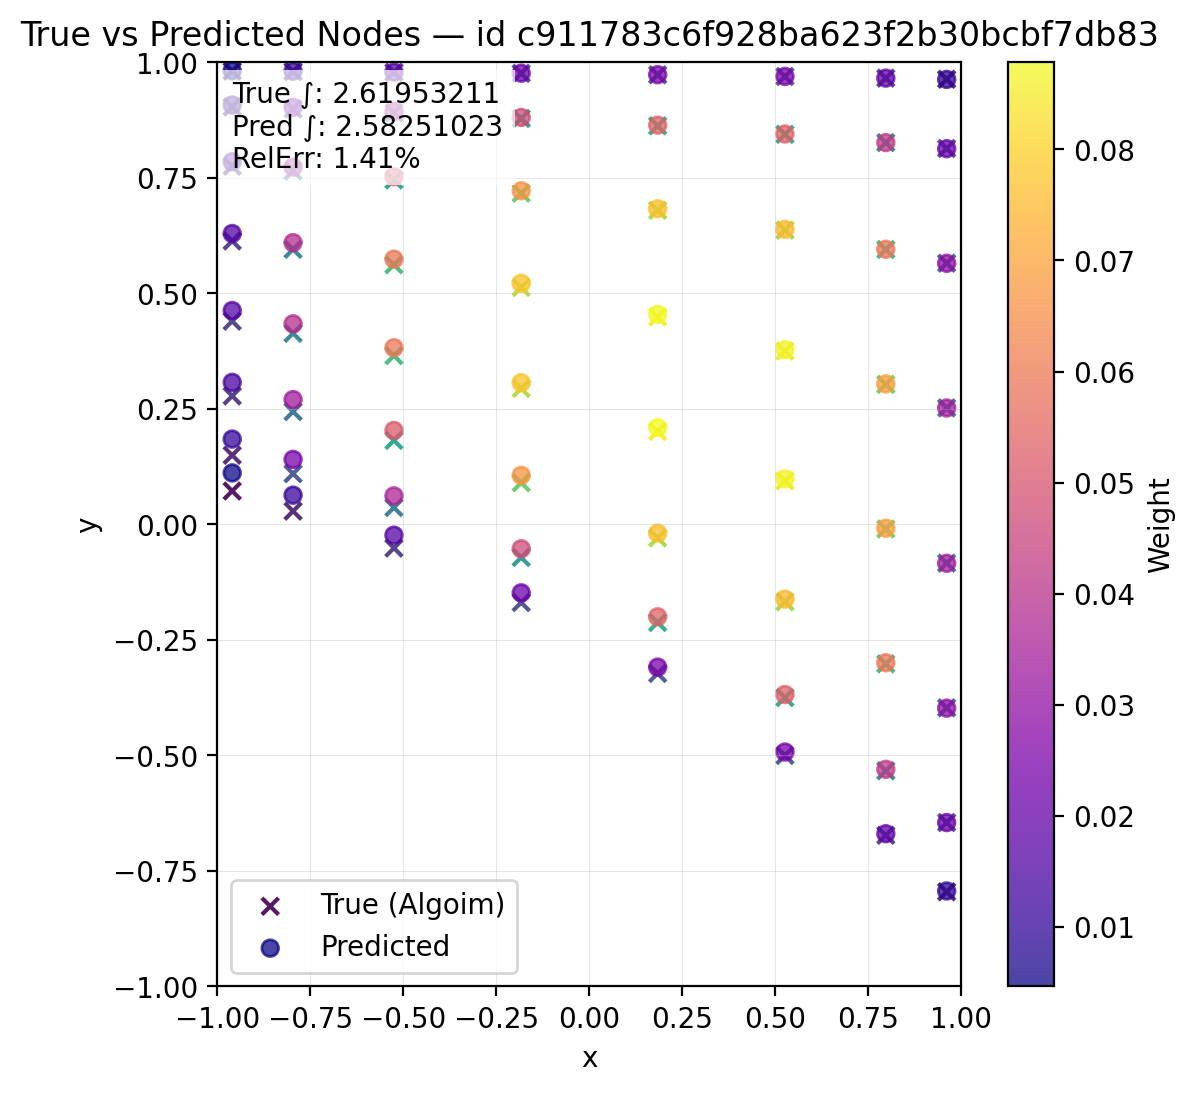 True vs Predicted Nodes — id c911783c6f928ba623f2b30bcbf7db83
True ∫: 2.61953211
Pred ∫: 2.58251023
RelErr: 1.41%
1.00
0.75
0.50
0.25
0.00
−0.25
−0.50
−0.75
−1.00
y
True (Algoim)
Predicted
−1.00 −0.75 −0.50 −0.25 0.00 0.25 0.50 0.75 1.00
x
0.08
0.07
0.06
0.05
0.04
0.03
0.02
0.01
Weight